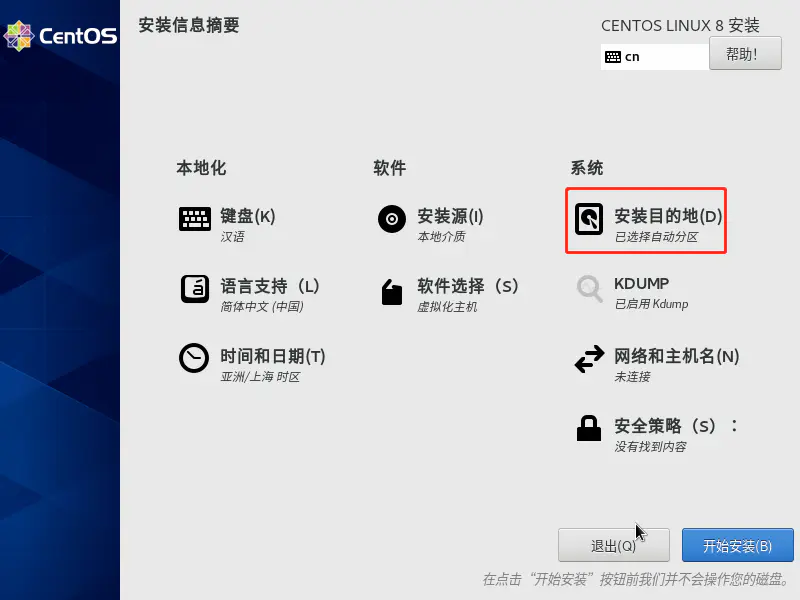 CentOS
安装信息摘要
CENTOS LINUX 8 安装
cn
帮助!
本地化
键盘(K)
汉语
语言支持（L）
简体中文 (中国)
时间和日期(T)
亚洲/上海 时区
软件
安装源(I)
本地介质
软件选择（S）
虚拟化主机
系统
安装目的地(D)
已选择自动分区
KDUMP
已启用 Kdump
网络和主机名(N)
未连接
安全策略（S）：
没有找到内容
退出(Q)
开始安装(B)
在点击“开始安装”按钮前我们并不会操作您的磁盘。